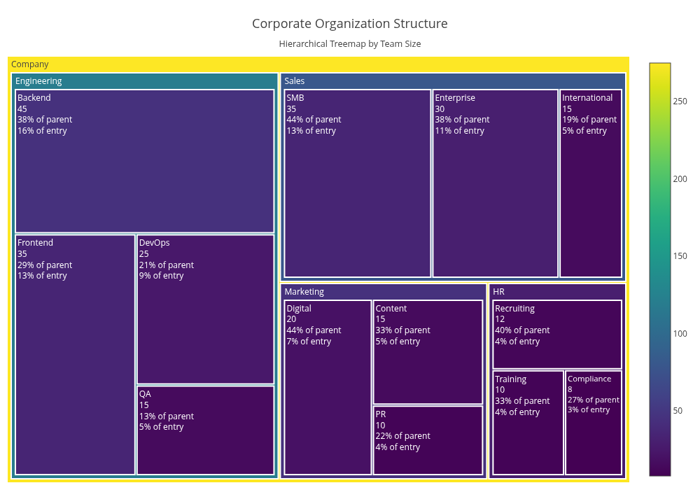 Corporate Organization Structure
Hierarchical Treemap by Team Size
Company
Engineering
Backend
45
38% of parent
16% of entry
Frontend
35
29% of parent
13% of entry
DevOps
25
21% of parent
9% of entry
QA
15
13% of parent
5% of entry
Sales
SMB
35
44% of parent
13% of entry
Enterprise
30
38% of parent
11% of entry
International
15
19% of parent
5% of entry
Marketing
Digital
20
44% of parent
7% of entry
Content
15
33% of parent
5% of entry
PR
10
22% of parent
4% of entry
HR
Recruiting
12
40% of parent
4% of entry
Training
10
33% of parent
4% of entry
Compliance
8
27% of parent
3% of entry
250
200
150
100
50